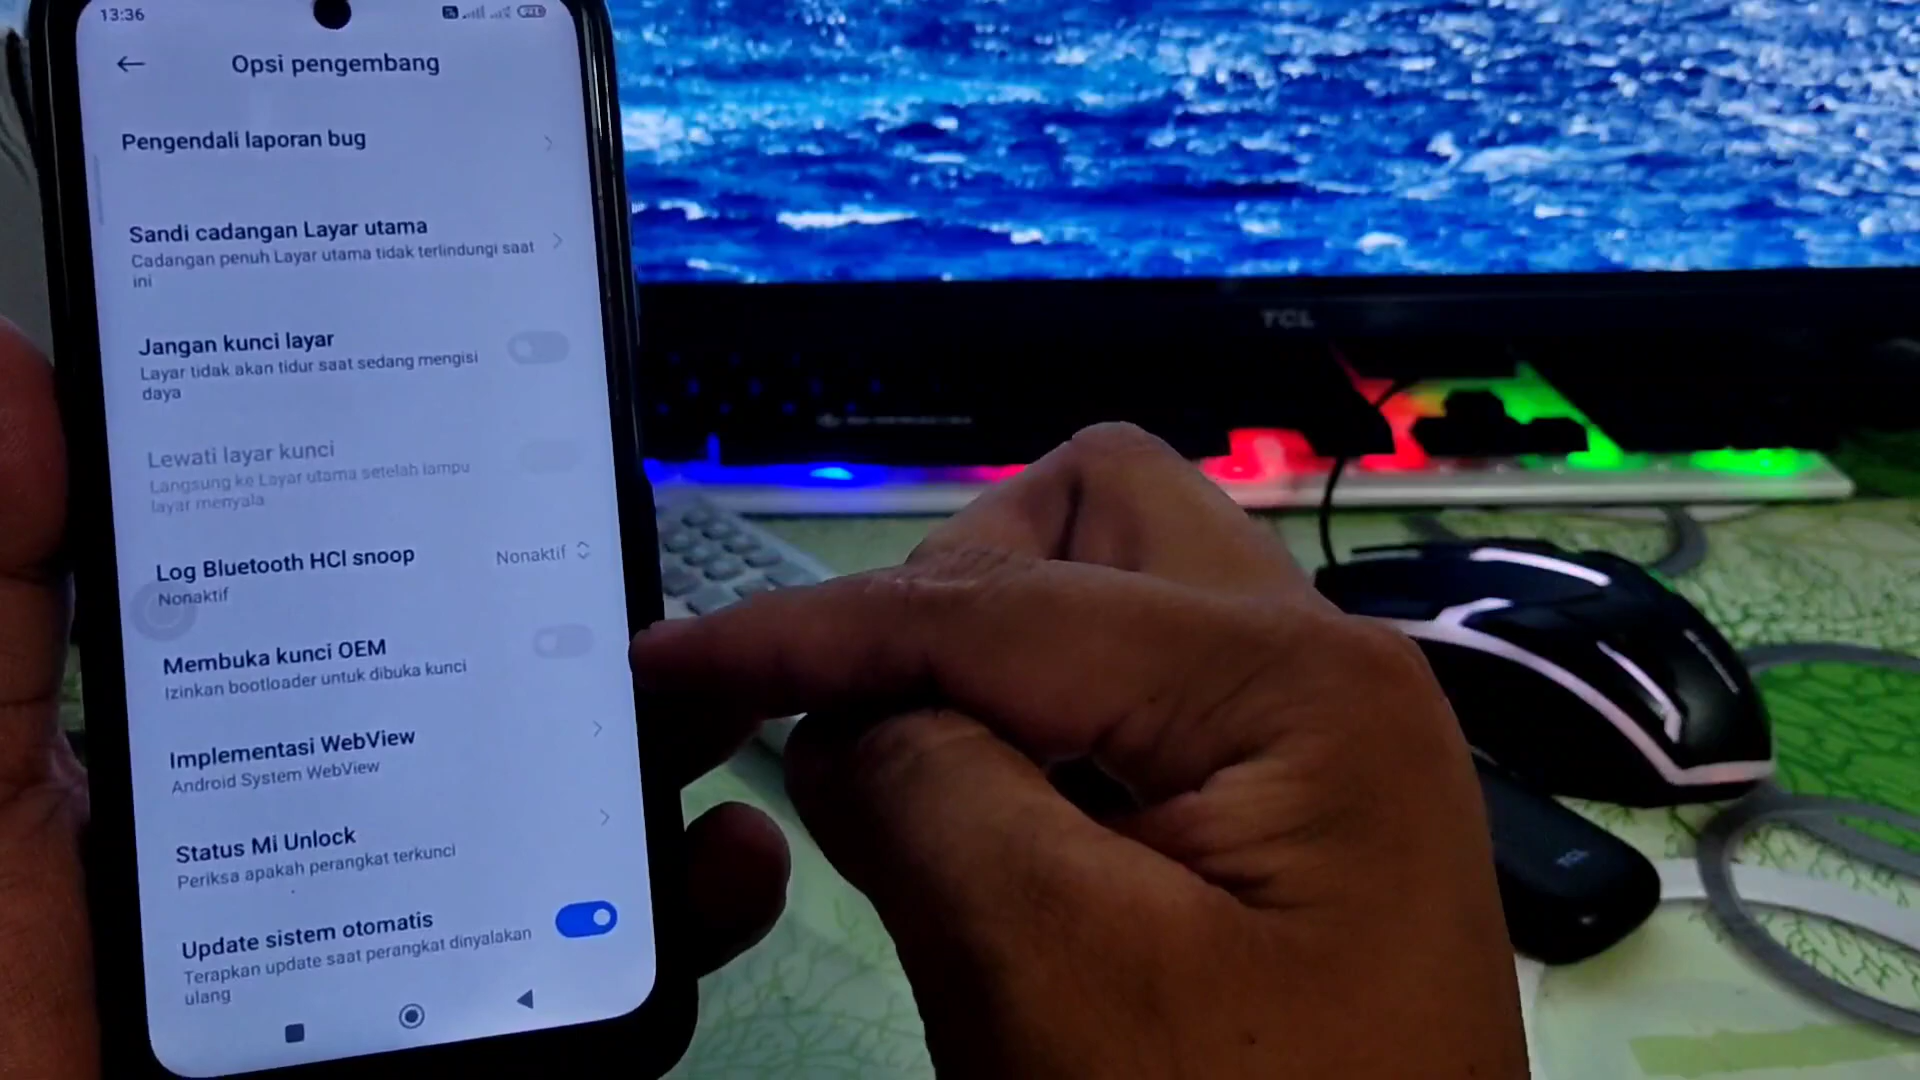 13:36
Opsi pengembang
Pengendali laporan bug
Sandi cadangan Layar utama
Cadangan penuh Layar utama tidak terlindungi saat
ini
Jangan kunci layar
Layar tidak akan tidur saat sedang mengisi
daya
Lewati layar kunci
Langsung ke Layar utama setelah lampu
layar menyala
Log Bluetooth HCI snoop
Nonaktif
Nonaktif
Membuka kunci OEM
Izinkan bootloader untuk dibuka kunci
Implementasi WebView
Android System WebView
Status Mi Unlock
Periksa apakah perangkat terkunci
Update sistem otomatis
Terapkan update saat perangkat dinyalakan
ulang
TCL
TCL